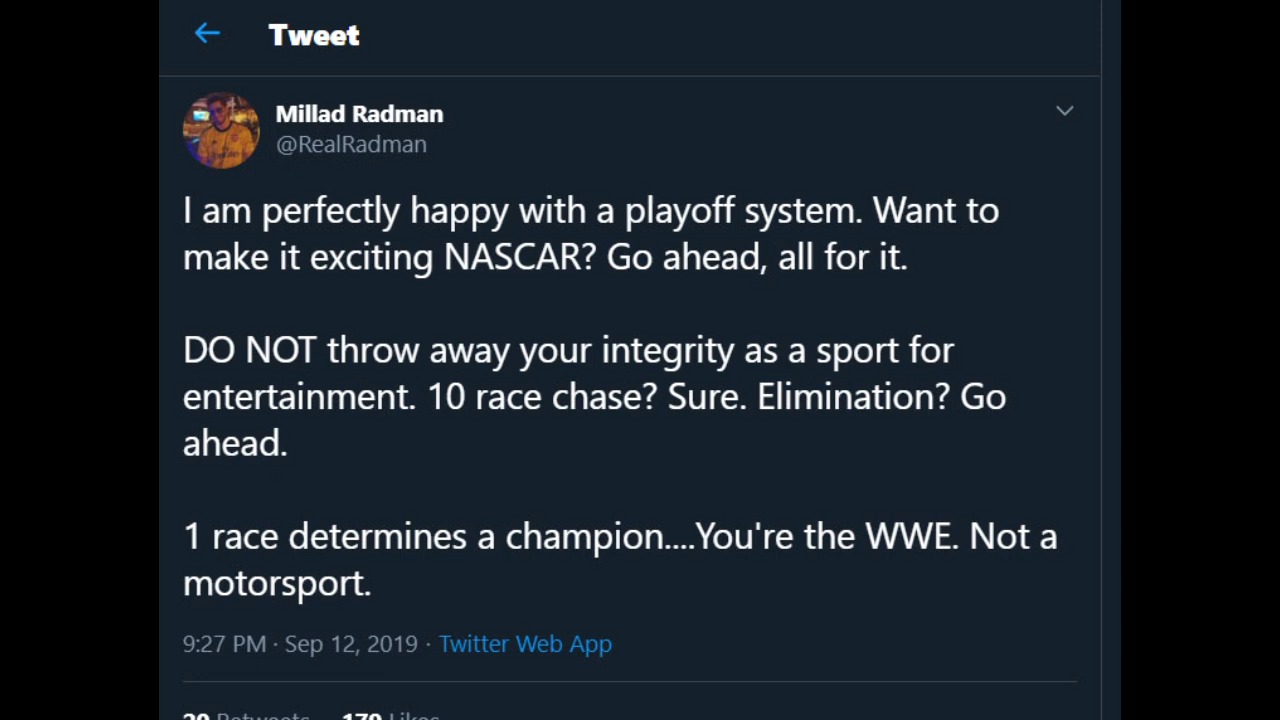 Tweet
Millad Radman
@RealRadman
I am perfectly happy with a playoff system. Want to
make it exciting NASCAR? Go ahead, all for it.
DO NOT throw away your integrity as a sport for
entertainment. 10 race chase? Sure. Elimination? Go
ahead.
1 race determines a champion....You're the WWE. Not a
motorsport.
9:27 PM · Sep 12, 2019 · Twitter Web App
Retweets Likes